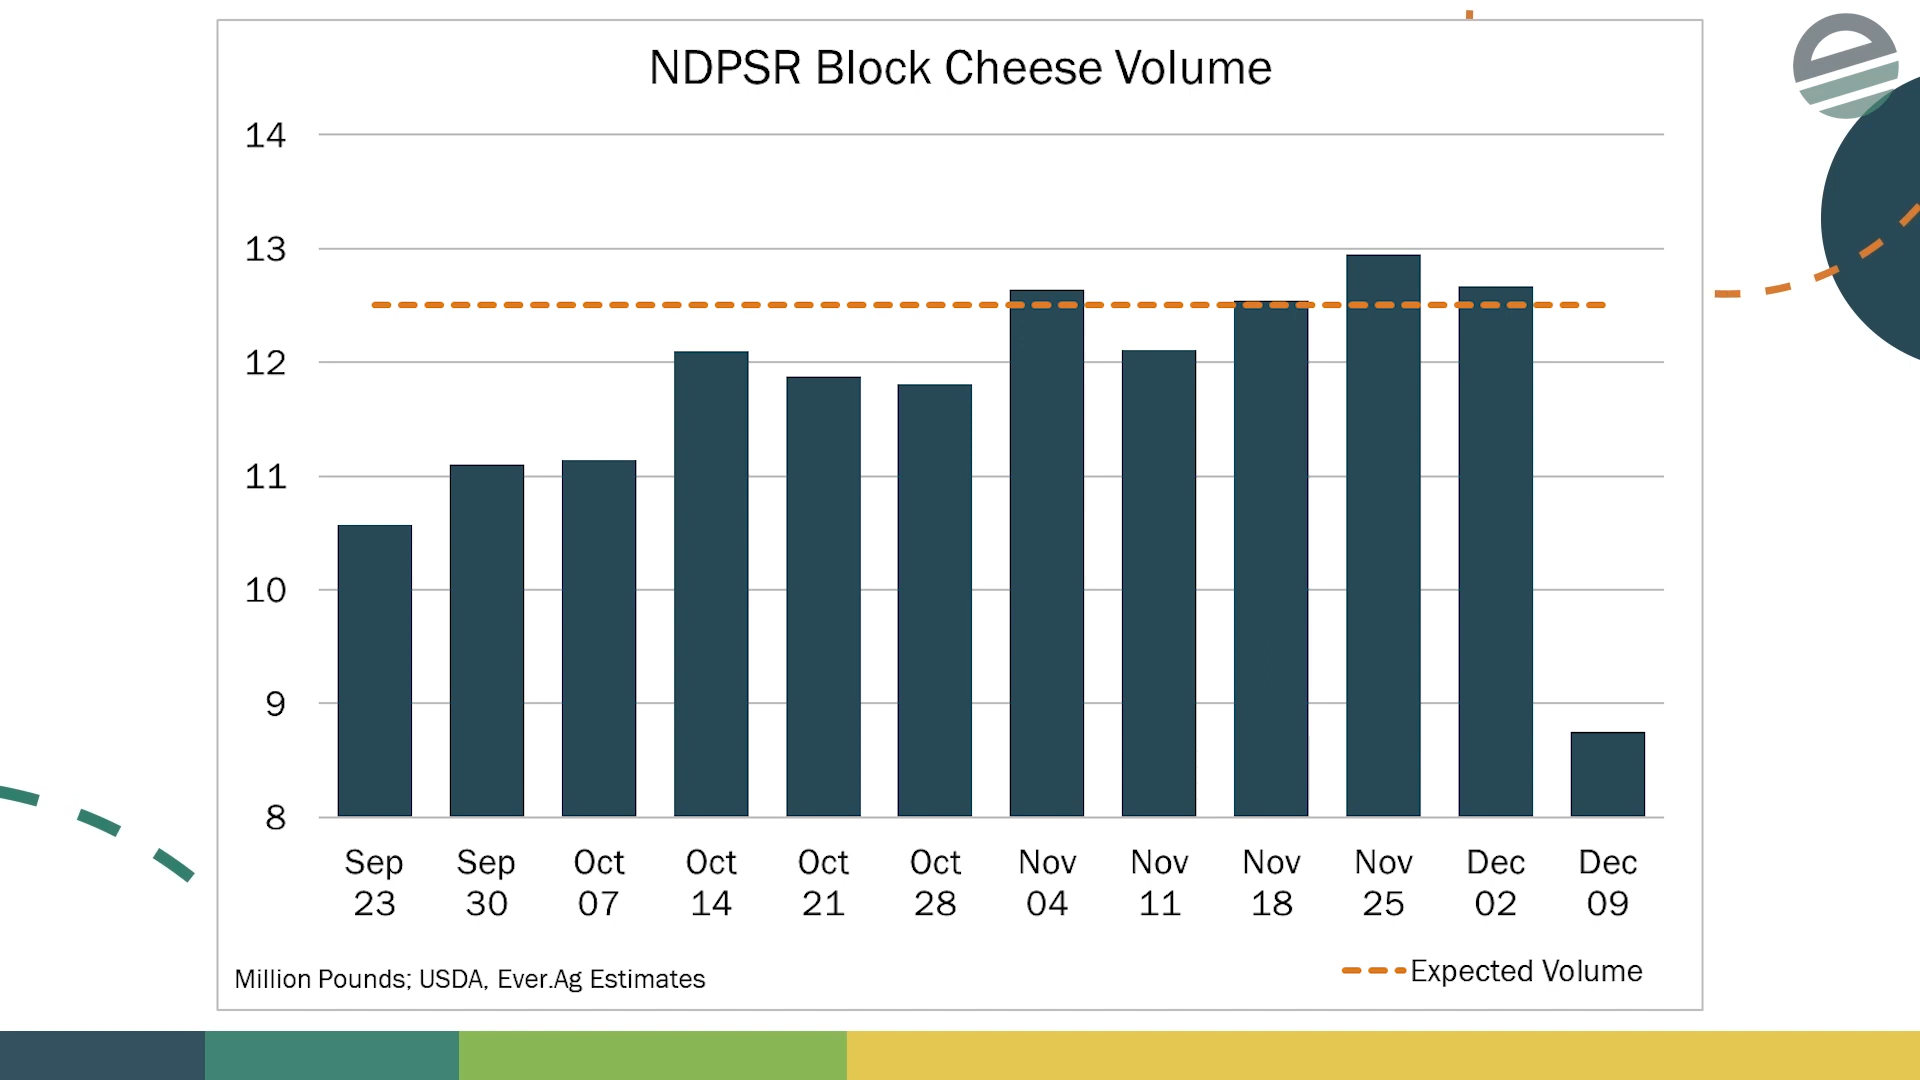 NDPSR Block Cheese Volume
14
13
12
11
10
9
8
Sep 23
Sep 30
Oct 07
Oct 14
Oct 21
Oct 28
Nov 04
Nov 11
Nov 18
Nov 25
Dec 02
Dec 09
Million Pounds; USDA, Ever.Ag Estimates
Expected Volume